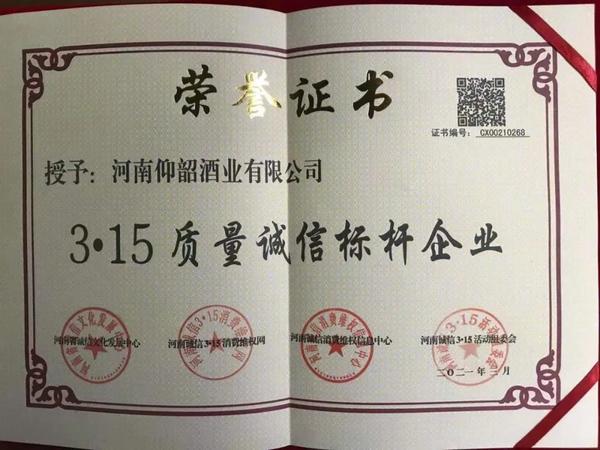 荣誉证书
证书编号: CX00210268
授予: 河南仰韶酒业有限公司
3·15质量诚信标杆企业
河南省诚信文化发展中心
河南诚信3·15消费维权网
河南诚信消费维权信息中心
河南诚信3·15活动组委会
二〇二一年三月